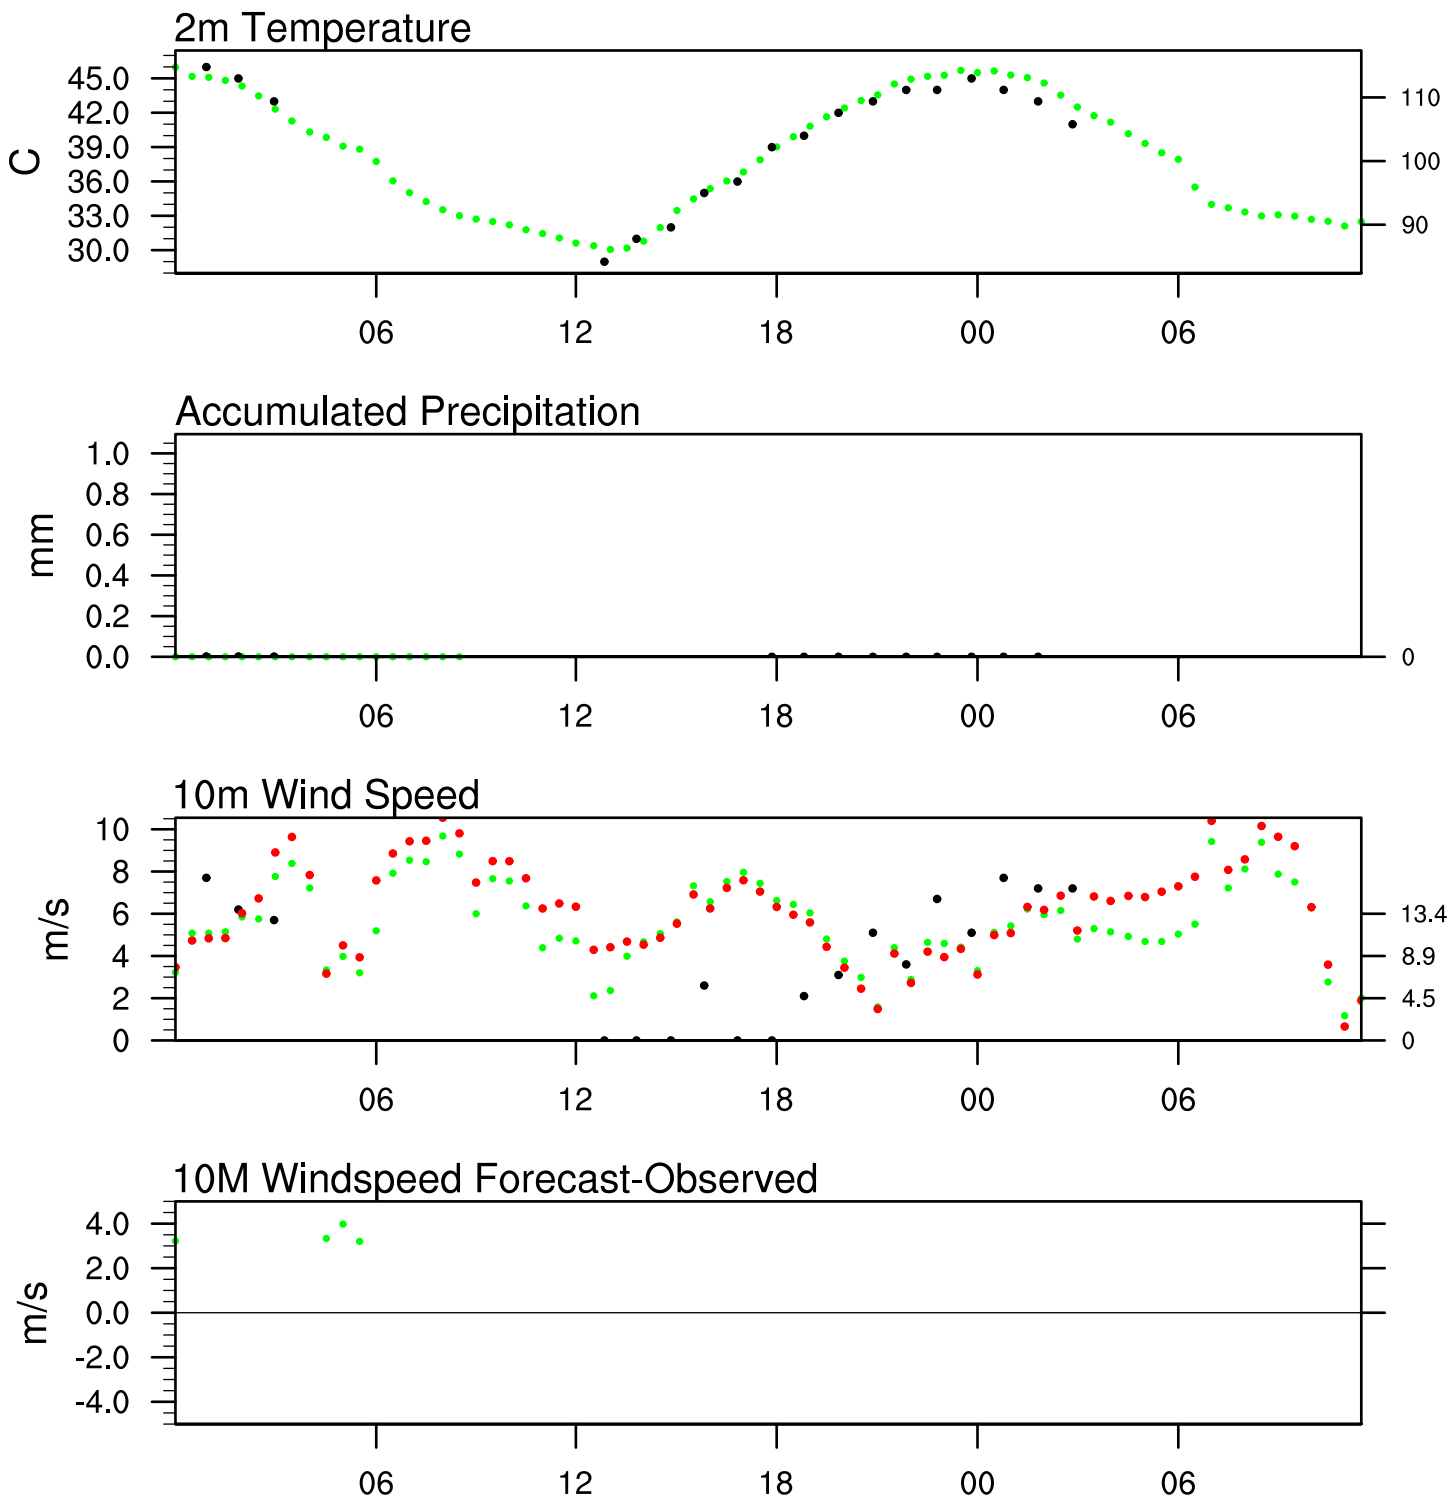 2m Temperature
45.0
42.0
39.0
36.0
33.0
30.0
C
110
100
90
06 12 18 00 06
Accumulated Precipitation
1.0
0.8
0.6
0.4
0.2
0.0
mm
0
06 12 18 00 06
10m Wind Speed
10
8
6
4
2
0
m/s
13.4
8.9
4.5
0
06 12 18 00 06
10M Windspeed Forecast-Observed
4.0
2.0
0.0
-2.0
-4.0
m/s
06 12 18 00 06